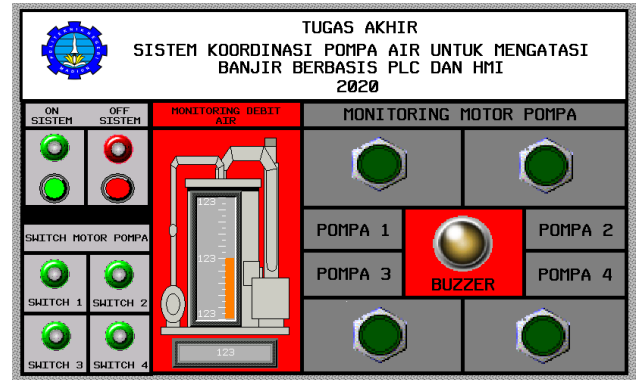 TUGAS AKHIR
SISTEM KOORDINASI POMPA AIR UNTUK MENGATASI
BANJIR BERBASIS PLC DAN HMI
2020
ON SISTEM
OFF SISTEM
MONITORING DEBIT
AIR
MONITORING MOTOR POMPA
123
123
123
123
SWITCH MOTOR POMPA
SWITCH 1
SWITCH 2
SWITCH 3
SWITCH 4
POMPA 1
POMPA 2
POMPA 3
POMPA 4
BUZZER